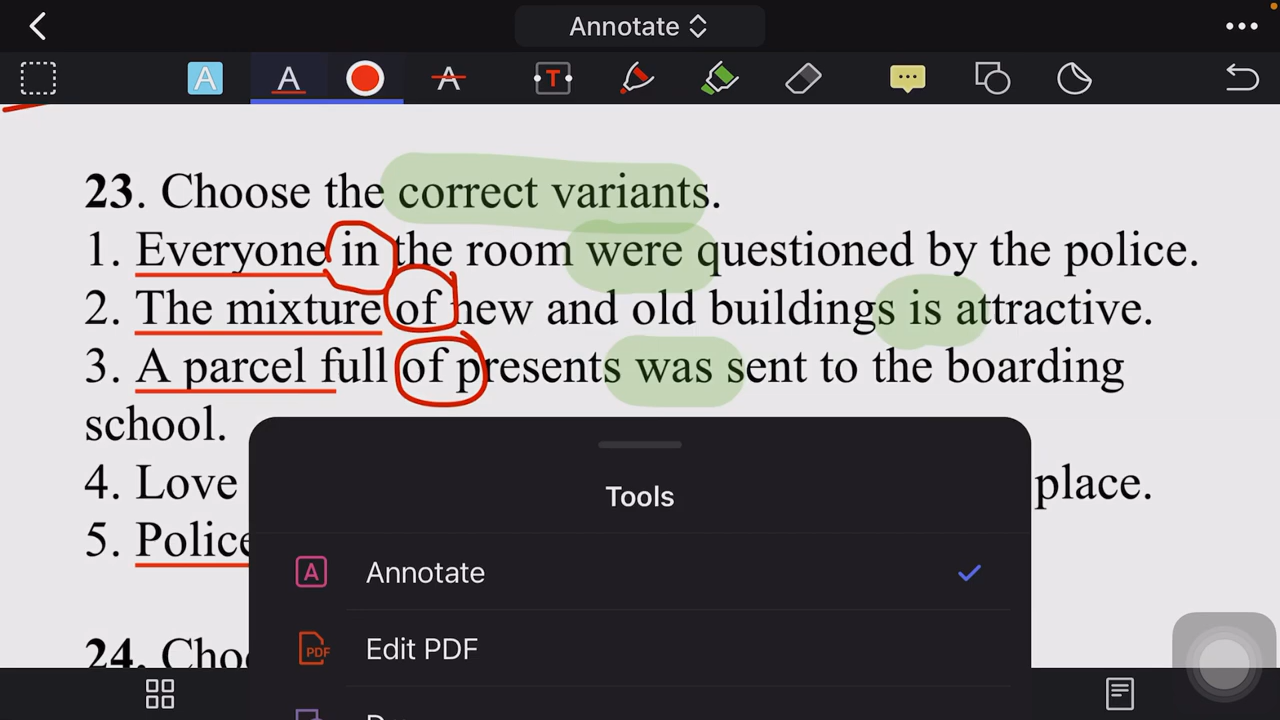 Annotate
A
A
A
T
23. Choose the correct variants.
1. Everyone in the room were questioned by the police.
2. The mixture of new and old buildings is attractive.
3. A parcel full of presents was sent to the boarding
school.
4. Love place.
5. Police
24. Choo
Tools
A Annotate
PDF Edit PDF